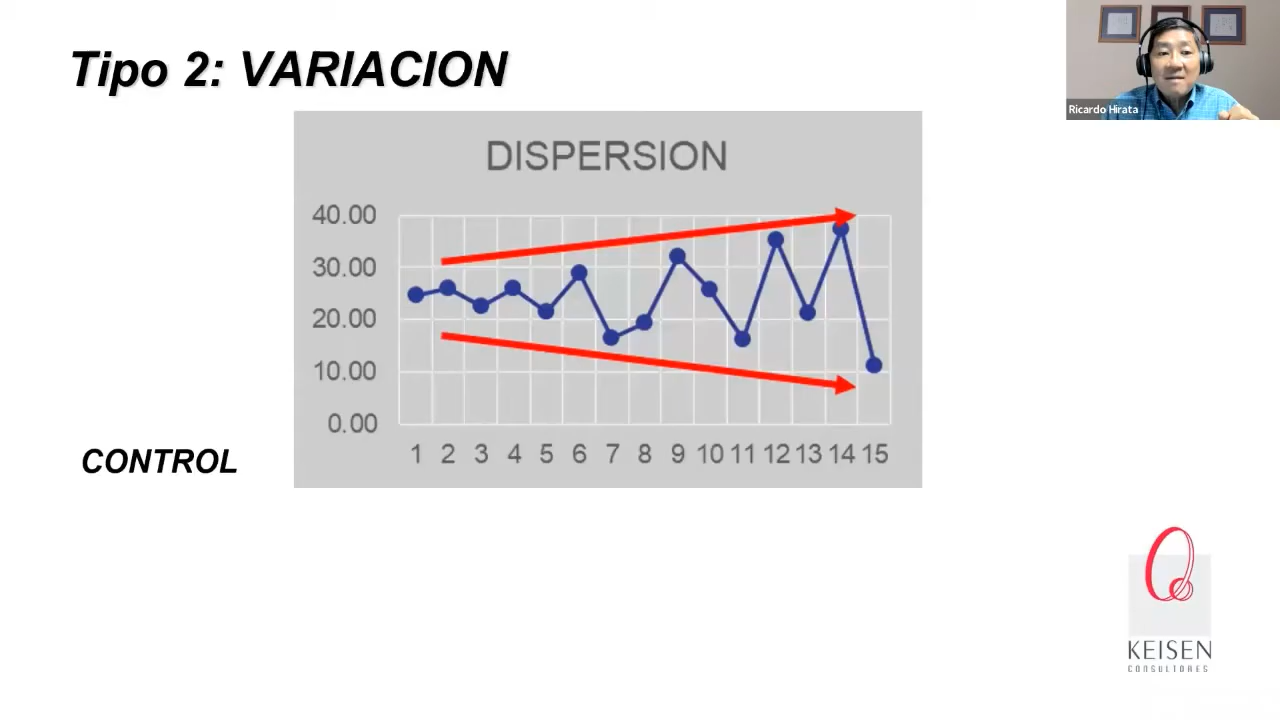 Tipo 2: VARIACION
Ricardo Hirata
DISPERSION
40.00
30.00
20.00
10.00
0.00
1 2 3 4 5 6 7 8 9 10 11 12 13 14 15
CONTROL
KEISEN
CONSULTORES